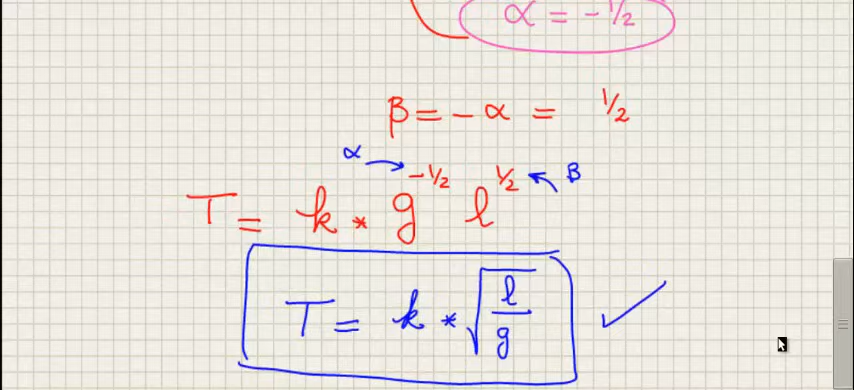 α = -1/2
β = - α = 1/2
α
β
T = k * g^-1/2 l^1/2
T = k * √(l/g)